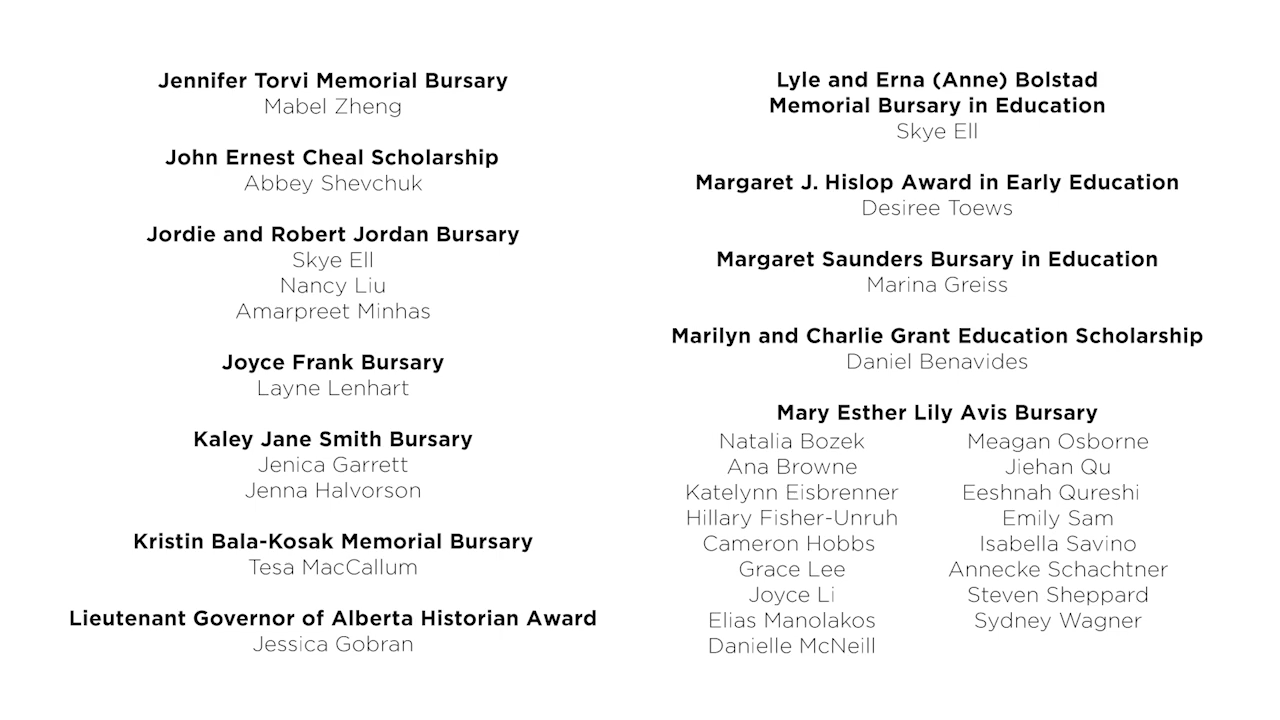 Jennifer Torvi Memorial Bursary
Mabel Zheng
John Ernest Cheal Scholarship
Abbey Shevchuk
Jordie and Robert Jordan Bursary
Skye Ell
Nancy Liu
Amarpreet Minhas
Joyce Frank Bursary
Layne Lenhart
Kaley Jane Smith Bursary
Jenica Garrett
Jenna Halvorson
Kristin Bala-Kosak Memorial Bursary
Tesa MacCallum
Lieutenant Governor of Alberta Historian Award
Jessica Gobran
Lyle and Erna (Anne) Bolstad
Memorial Bursary in Education
Skye Ell
Margaret J. Hislop Award in Early Education
Desiree Toews
Margaret Saunders Bursary in Education
Marina Greiss
Marilyn and Charlie Grant Education Scholarship
Daniel Benavides
Mary Esther Lily Avis Bursary
Natalia Bozek
Ana Browne
Katelynn Eisbrenner
Hillary Fisher-Unruh
Cameron Hobbs
Grace Lee
Joyce Li
Elias Manolakos
Danielle McNeill
Meagan Osborne
Jiehan Qu
Eeshnah Qureshi
Emily Sam
Isabella Savino
Annecke Schachtner
Steven Sheppard
Sydney Wagner